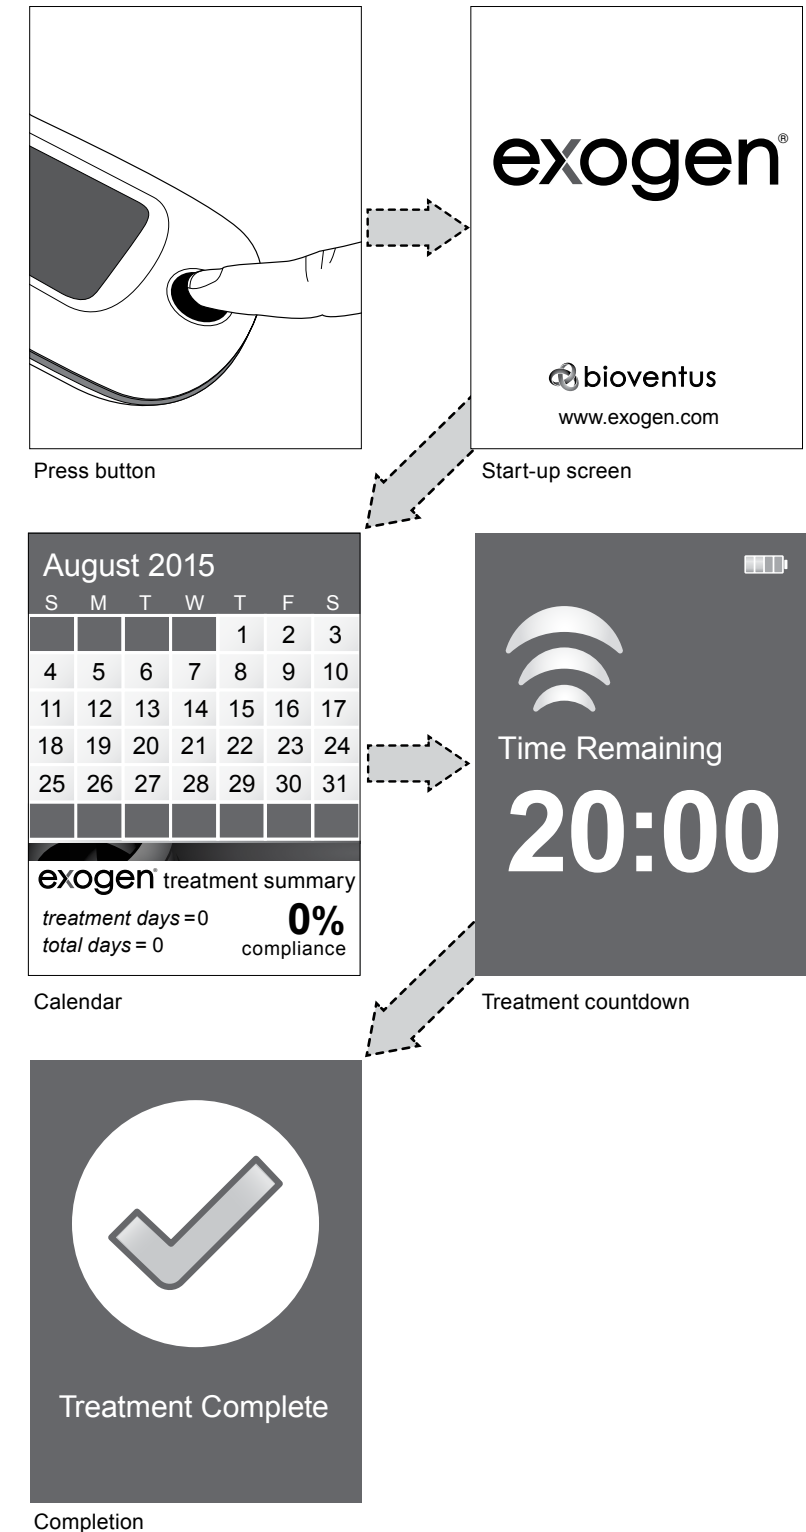 exogen®
bioventus
www.exogen.com
Press button
Start-up screen
August 2015
S M T W T F S
1 2 3
4 5 6 7 8 9 10
11 12 13 14 15 16 17
18 19 20 21 22 23 24
25 26 27 28 29 30 31
exogen® treatment summary
treatment days = 0
total days = 0
0%
compliance
Calendar
Time Remaining
20:00
Treatment countdown
Treatment Complete
Completion